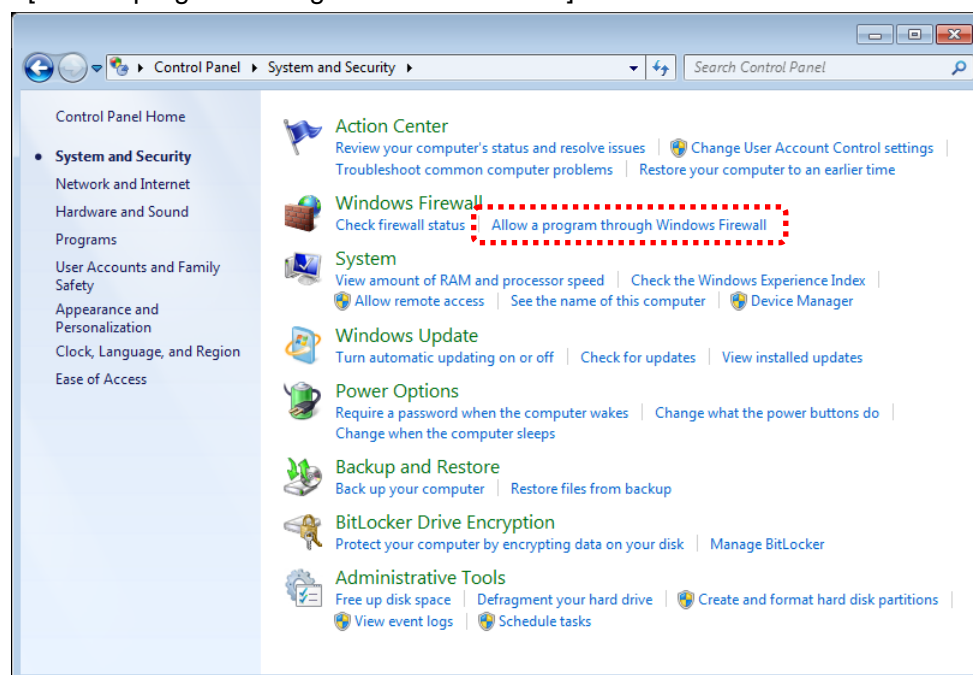 Control Panel ▸ System and Security ▸
Search Control Panel
Control Panel Home
System and Security
Network and Internet
Hardware and Sound
Programs
User Accounts and Family
Safety
Appearance and
Personalization
Clock, Language, and Region
Ease of Access
Action Center
Review your computer's status and resolve issues | Change User Account Control settings |
Troubleshoot common computer problems | Restore your computer to an earlier time
Windows Firewall
Check firewall status | Allow a program through Windows Firewall
System
View amount of RAM and processor speed | Check the Windows Experience Index |
Allow remote access | See the name of this computer | Device Manager
Windows Update
Turn automatic updating on or off | Check for updates | View installed updates
Power Options
Require a password when the computer wakes | Change what the power buttons do |
Change when the computer sleeps
Backup and Restore
Back up your computer | Restore files from backup
BitLocker Drive Encryption
Protect your computer by encrypting data on your disk | Manage BitLocker
Administrative Tools
Free up disk space | Defragment your hard drive | Create and format hard disk partitions |
View event logs | Schedule tasks